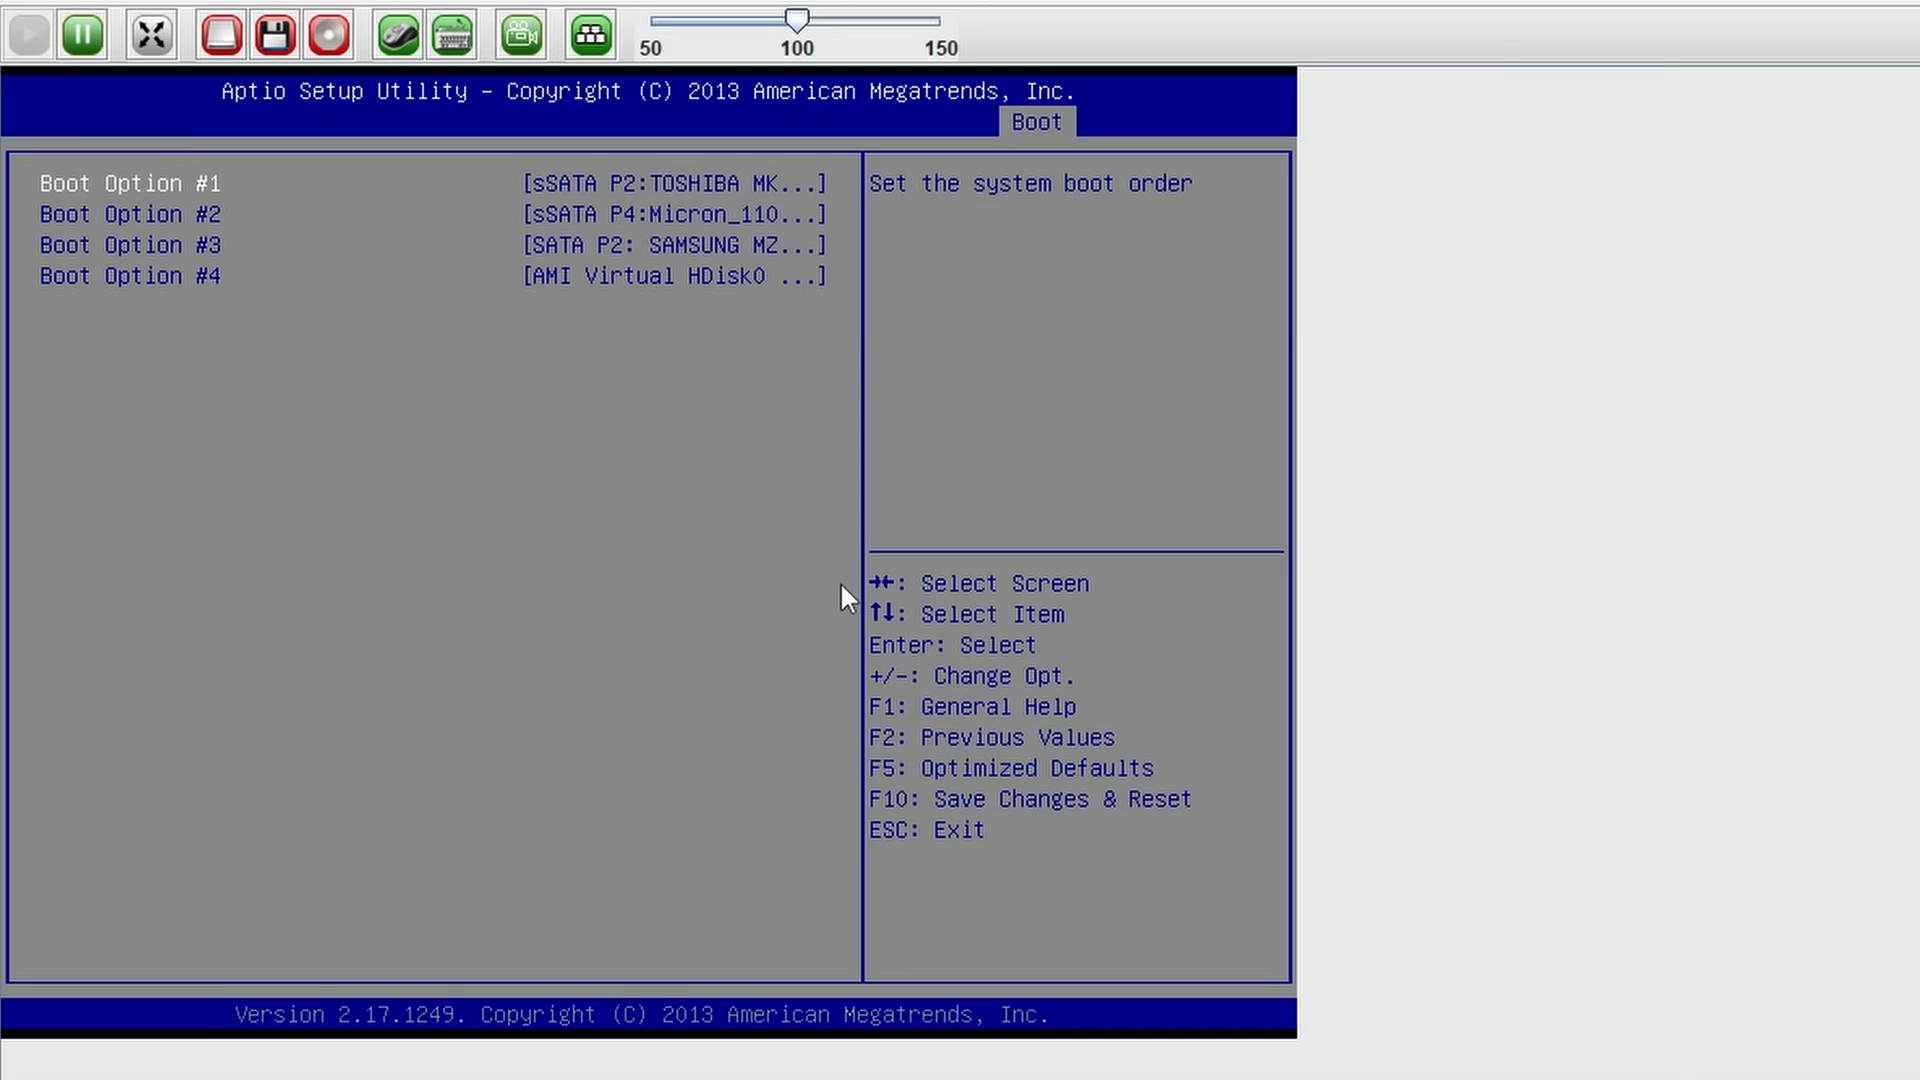 50 100 150
Aptio Setup Utility – Copyright (C) 2013 American Megatrends, Inc.
Boot
Boot Option #1 [sSATA P2:TOSHIBA MK...]
Boot Option #2 [sSATA P4:Micron_110...]
Boot Option #3 [SATA P2: SAMSUNG MZ...]
Boot Option #4 [AMI Virtual HDisk0 ...]
Set the system boot order
→←: Select Screen
↑↓: Select Item
Enter: Select
+/-: Change Opt.
F1: General Help
F2: Previous Values
F5: Optimized Defaults
F10: Save Changes & Reset
ESC: Exit
Version 2.17.1249. Copyright (C) 2013 American Megatrends, Inc.